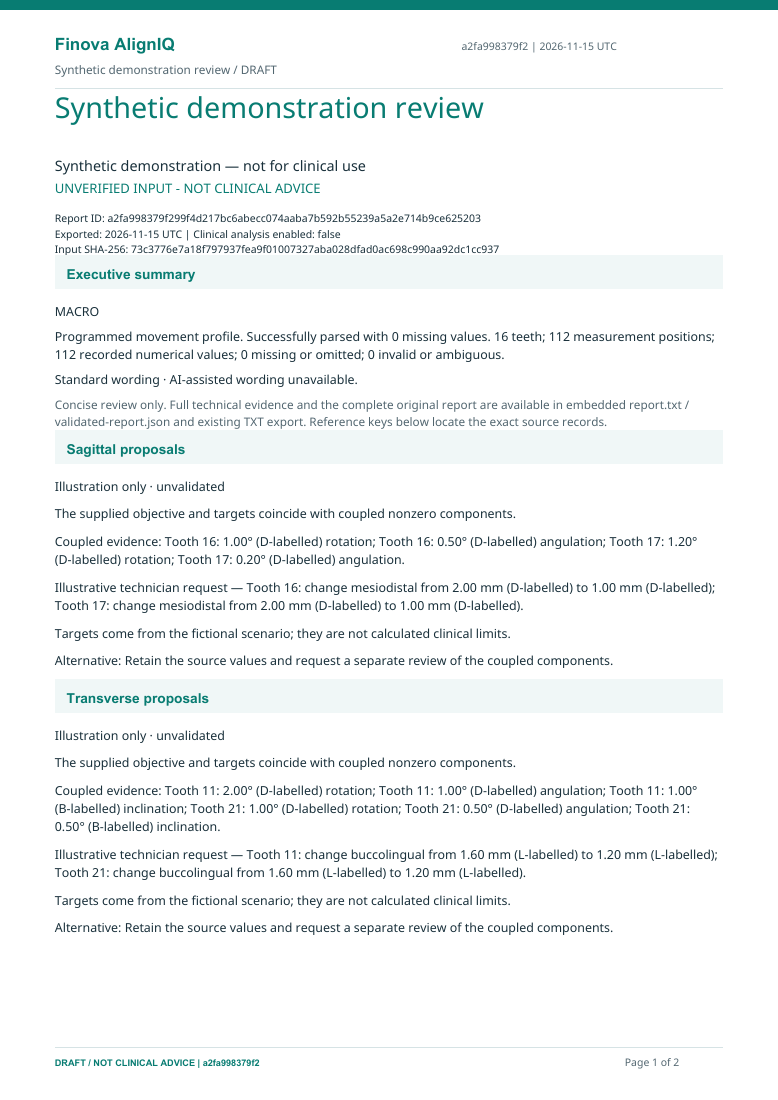 Finova AlignIQ
a2fa998379f2 | 2026-11-15 UTC
Synthetic demonstration review / DRAFT
Synthetic demonstration review
Synthetic demonstration — not for clinical use
UNVERIFIED INPUT - NOT CLINICAL ADVICE
Report ID: a2fa998379f299f4d217bc6abecc074aaba7b592b55239a5a2e714b9ce625203
Exported: 2026-11-15 UTC | Clinical analysis enabled: false
Input SHA-256: 73c3776e7a18f797937fea9f01007327aba028dfad0ac698c990aa92dc1cc937
Executive summary
MACRO
Programmed movement profile. Successfully parsed with 0 missing values. 16 teeth; 112 measurement positions;
112 recorded numerical values; 0 missing or omitted; 0 invalid or ambiguous.
Standard wording · AI-assisted wording unavailable.
Concise review only. Full technical evidence and the complete original report are available in embedded report.txt /
validated-report.json and existing TXT export. Reference keys below locate the exact source records.
Sagittal proposals
Illustration only · unvalidated
The supplied objective and targets coincide with coupled nonzero components.
Coupled evidence: Tooth 16: 1.00° (D-labelled) rotation; Tooth 16: 0.50° (D-labelled) angulation; Tooth 17: 1.20°
(D-labelled) rotation; Tooth 17: 0.20° (D-labelled) angulation.
Illustrative technician request — Tooth 16: change mesiodistal from 2.00 mm (D-labelled) to 1.00 mm (D-labelled);
Tooth 17: change mesiodistal from 2.00 mm (D-labelled) to 1.00 mm (D-labelled).
Targets come from the fictional scenario; they are not calculated clinical limits.
Alternative: Retain the source values and request a separate review of the coupled components.
Transverse proposals
Illustration only · unvalidated
The supplied objective and targets coincide with coupled nonzero components.
Coupled evidence: Tooth 11: 2.00° (D-labelled) rotation; Tooth 11: 1.00° (D-labelled) angulation; Tooth 11: 1.00°
(B-labelled) inclination; Tooth 21: 1.00° (D-labelled) rotation; Tooth 21: 0.50° (D-labelled) angulation; Tooth 21:
0.50° (B-labelled) inclination.
Illustrative technician request — Tooth 11: change buccolingual from 1.60 mm (L-labelled) to 1.20 mm (L-labelled);
Tooth 21: change buccolingual from 1.60 mm (L-labelled) to 1.20 mm (L-labelled).
Targets come from the fictional scenario; they are not calculated clinical limits.
Alternative: Retain the source values and request a separate review of the coupled components.
DRAFT / NOT CLINICAL ADVICE | a2fa998379f2
Page 1 of 2